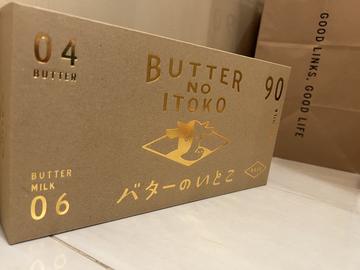 04
BUTTER
BUTTER
NO
ITOKO
90
バターのいとこ
BUTTER
MILK
06
GOOD LINKS, GOOD LIFE